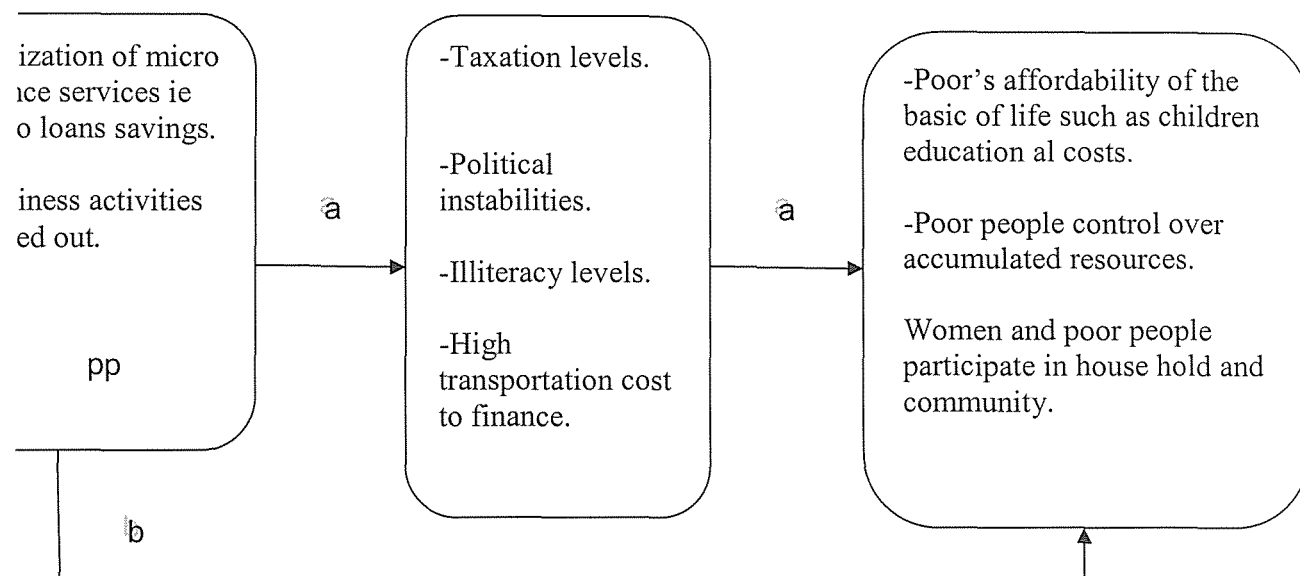 ization of micro
nce services ie
o loans savings.
iness activities
ed out.
pp
a
b
-Taxation levels.
-Political
instabilities.
-Illiteracy levels.
-High
transportation cost
to finance.
a
-Poor's affordability of the
basic of life such as children
education al costs.
-Poor people control over
accumulated resources.
Women and poor people
participate in house hold and
community.